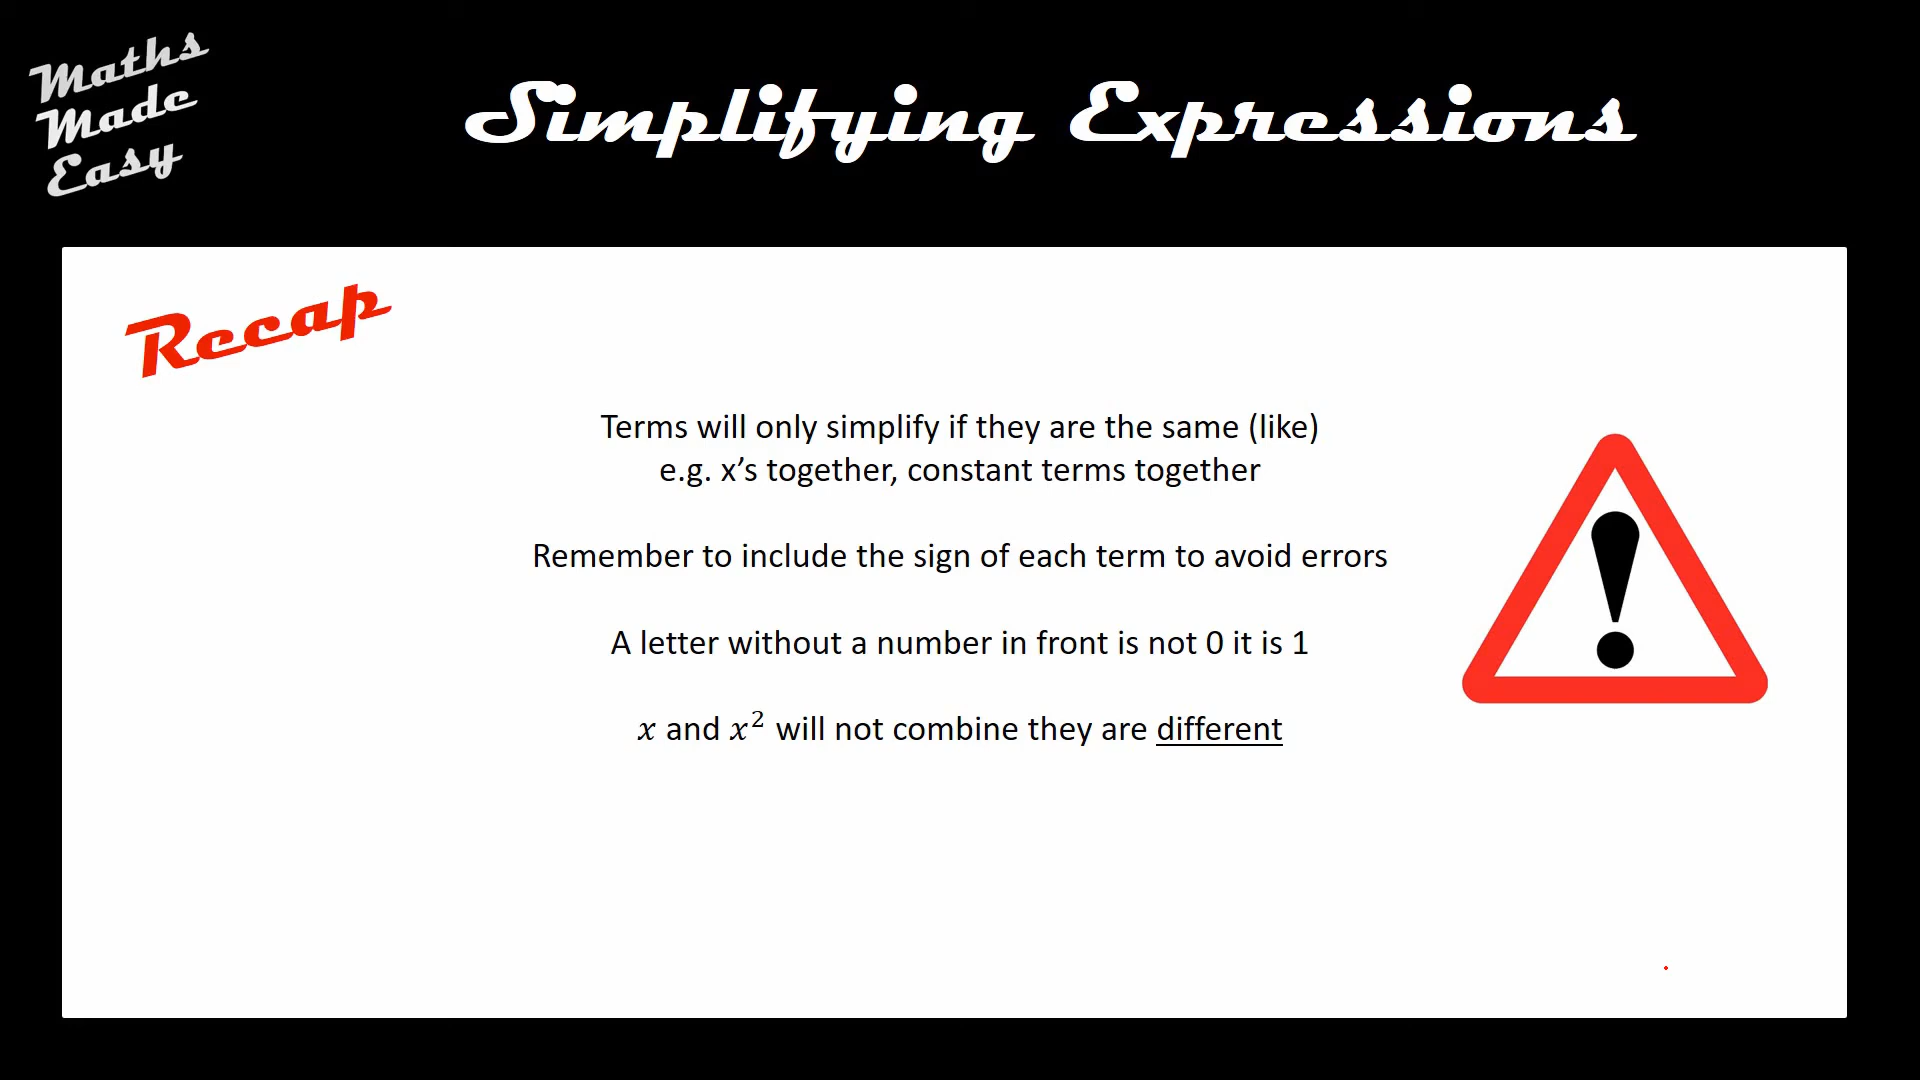 Maths
Made
Easy
Simplifying Expressions
Recap
Terms will only simplify if they are the same (like)
e.g. x’s together, constant terms together
Remember to include the sign of each term to avoid errors
A letter without a number in front is not 0 it is 1
x and x² will not combine they are different